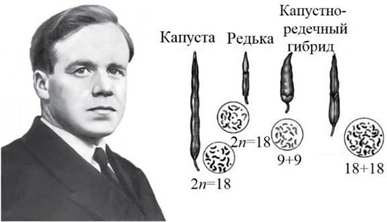 Капуста
Редька
Капустно-
редечный
гибрид
2n=18
2n=18
9+9
18+18